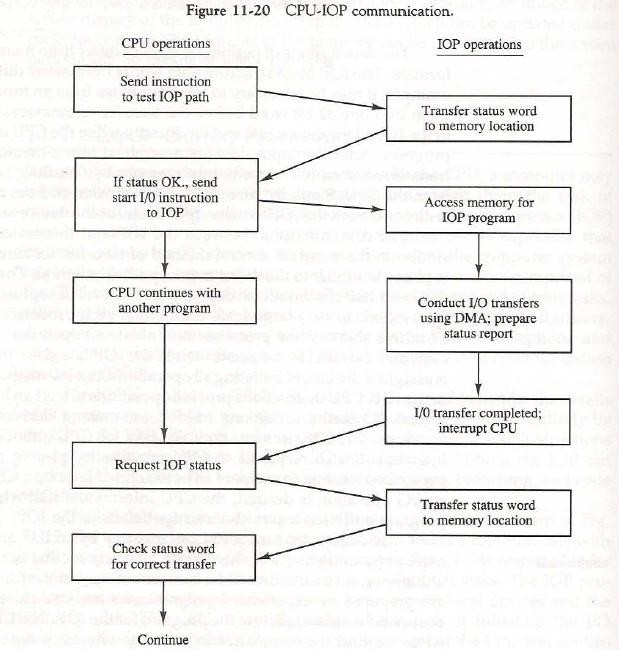 Figure 11-20 CPU-IOP communication.
CPU operations
IOP operations
Send instruction
to test IOP path
Transfer status word
to memory location
If status OK., send
start I/O instruction
to IOP
Access memory for
IOP program
CPU continues with
another program
Conduct I/O transfers
using DMA; prepare
status report
I/0 transfer completed;
interrupt CPU
Request IOP status
Transfer status word
to memory location
Check status word
for correct transfer
Continue